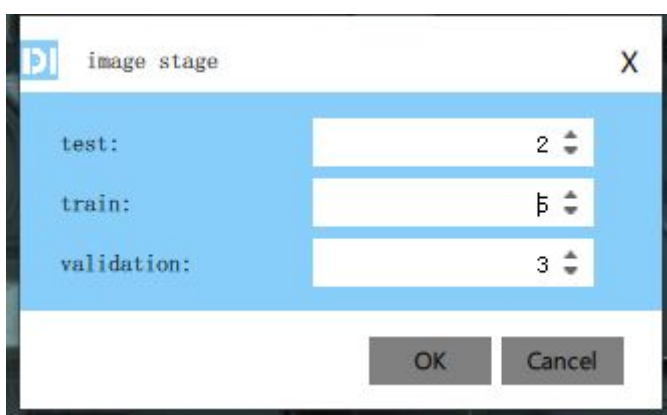 DI image stage X
test: 2
train: 5
validation: 3
OK Cancel